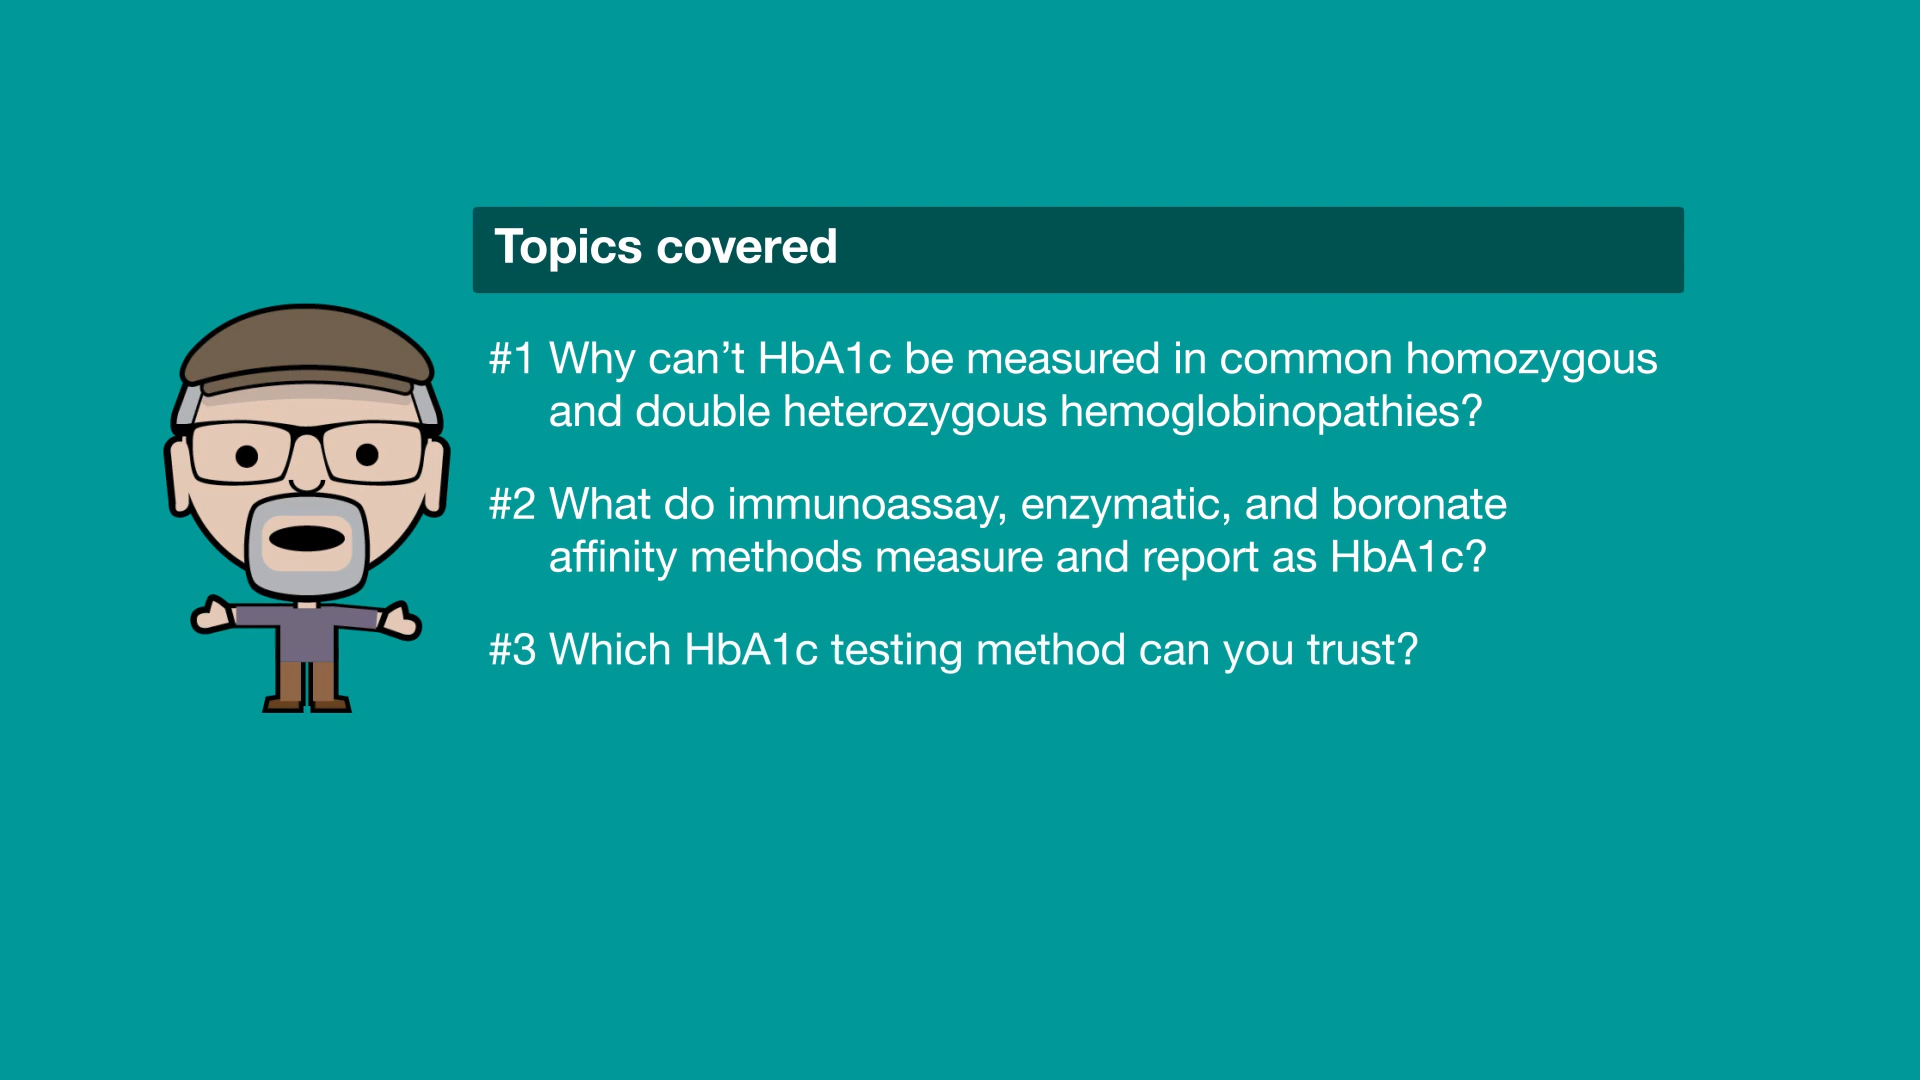 Topics covered
#1 Why can’t HbA1c be measured in common homozygous
and double heterozygous hemoglobinopathies?
#2 What do immunoassay, enzymatic, and boronate
affinity methods measure and report as HbA1c?
#3 Which HbA1c testing method can you trust?